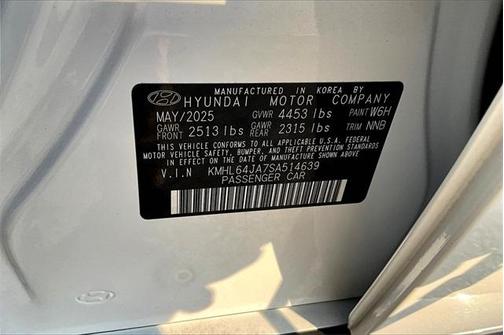 MANUFACTURED IN KOREA BY
HYUNDAI MOTOR COMPANY
MAY/2025 GVWR 4453 lbs PAINT W6H
GAWR FRONT 2513 lbs GAWR REAR 2315 lbs TRIM NNB
THIS VEHICLE CONFORMS TO ALL APPLICABLE U.S.A. FEDERAL
MOTOR VEHICLE SAFETY, BUMPER, AND THEFT PREVENTION STANDARDS
IN EFFECT ON THE DATE OF MANUFACTURE SHOWN ABOVE.
V.I.N KMHL64JA7SA514639
PASSENGER CAR